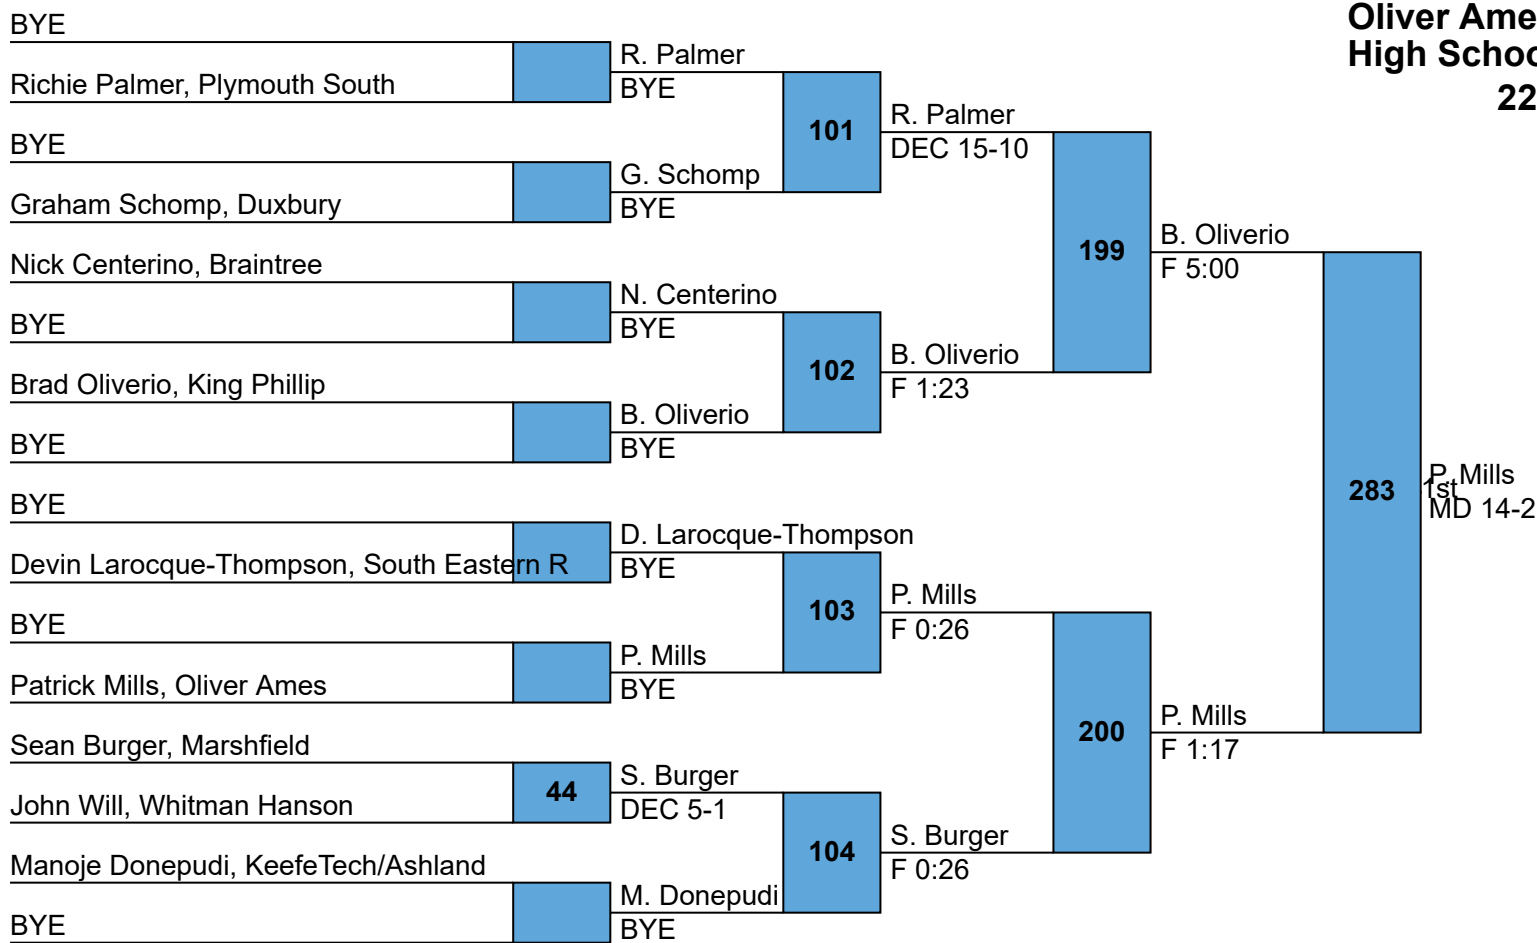 BYE
Richie Palmer, Plymouth South
BYE
Graham Schomp, Duxbury
Nick Centerino, Braintree
BYE
Brad Oliverio, King Phillip
BYE
BYE
Devin Larocque-Thompson, South Eastern R
BYE
Patrick Mills, Oliver Ames
Sean Burger, Marshfield
John Will, Whitman Hanson
Manoje Donepudi, KeefeTech/Ashland
BYE
44
R. Palmer
BYE
G. Schomp
BYE
N. Centerino
BYE
B. Oliverio
BYE
D. Larocque-Thompson
BYE
P. Mills
BYE
S. Burger
DEC 5-1
M. Donepudi
BYE
101
102
103
104
R. Palmer
DEC 15-10
B. Oliverio
F 1:23
P. Mills
F 0:26
S. Burger
F 0:26
199
200
B. Oliverio
F 5:00
P. Mills
F 1:17
283
1st
P. Mills
MD 14-2
Oliver Ame
High Schoo
22